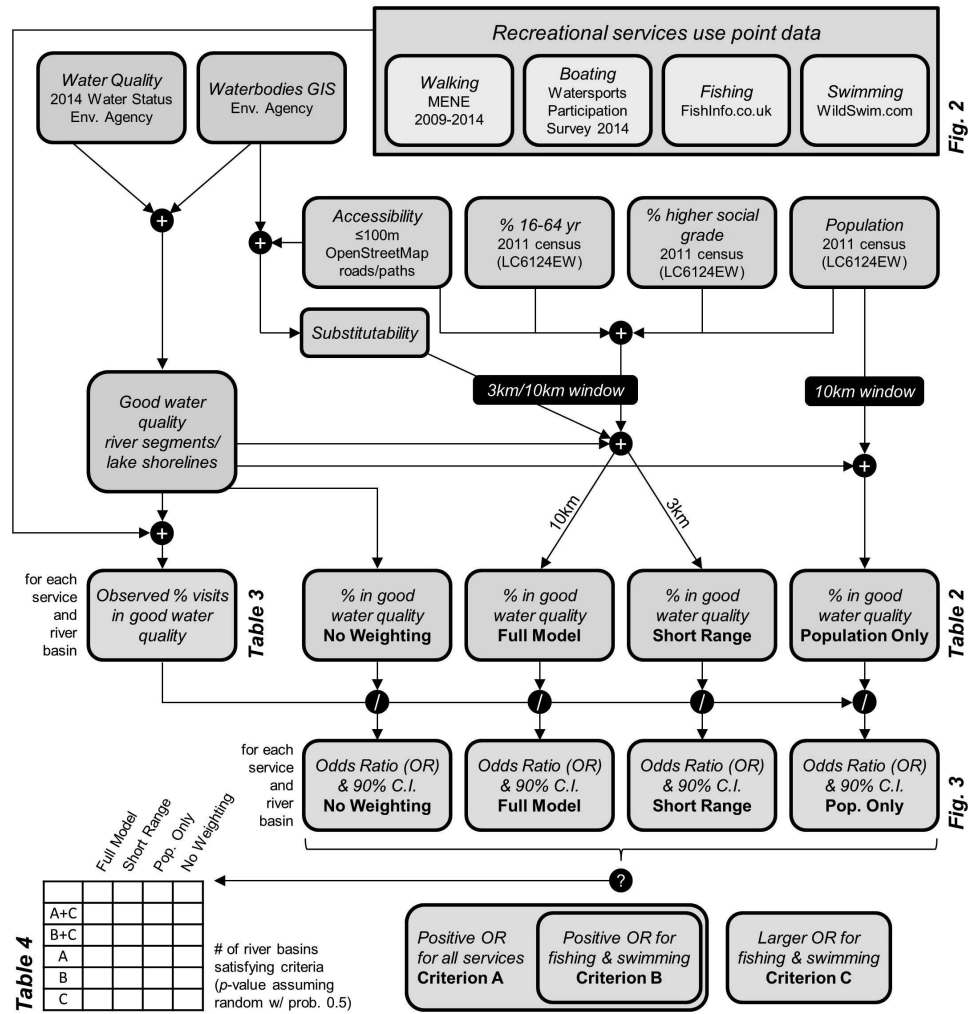 Recreational services use point data
Walking
MENE
2009-2014
Boating
Watersports
Participation
Survey 2014
Fishing
FishInfo.co.uk
Swimming
WildSwim.com
Fig. 2
Water Quality
2014 Water Status
Env. Agency
Waterbodies GIS
Env. Agency
+
+
Accessibility
≤100m
OpenStreetMap
roads/paths
% 16-64 yr
2011 census
(LC6124EW)
% higher social
grade
2011 census
(LC6124EW)
Population
2011 census
(LC6124EW)
Substitutability
+
3km/10km window
10km window
Good water
quality
river segments/
lake shorelines
+
+
10km
3km
+
for each
service
and
river
basin
Observed % visits
in good water
quality
Table 3
% in good
water quality
No Weighting
% in good
water quality
Full Model
% in good
water quality
Short Range
% in good
water quality
Population Only
Table 2
/
/
/
/
for each
service
and
river
basin
Odds Ratio (OR)
& 90% C.I.
No Weighting
Odds Ratio (OR)
& 90% C.I.
Full Model
Odds Ratio (OR)
& 90% C.I.
Short Range
Odds Ratio (OR)
& 90% C.I.
Pop. Only
Fig. 3
?
Full Model
Short Range
Pop. Only
No Weighting
A+C
B+C
A
B
C
Table 4
# of river basins
satisfying criteria
(p-value assuming
random w/ prob. 0.5)
Positive OR
for all services
Criterion A
Positive OR for
fishing & swimming
Criterion B
Larger OR for
fishing & swimming
Criterion C